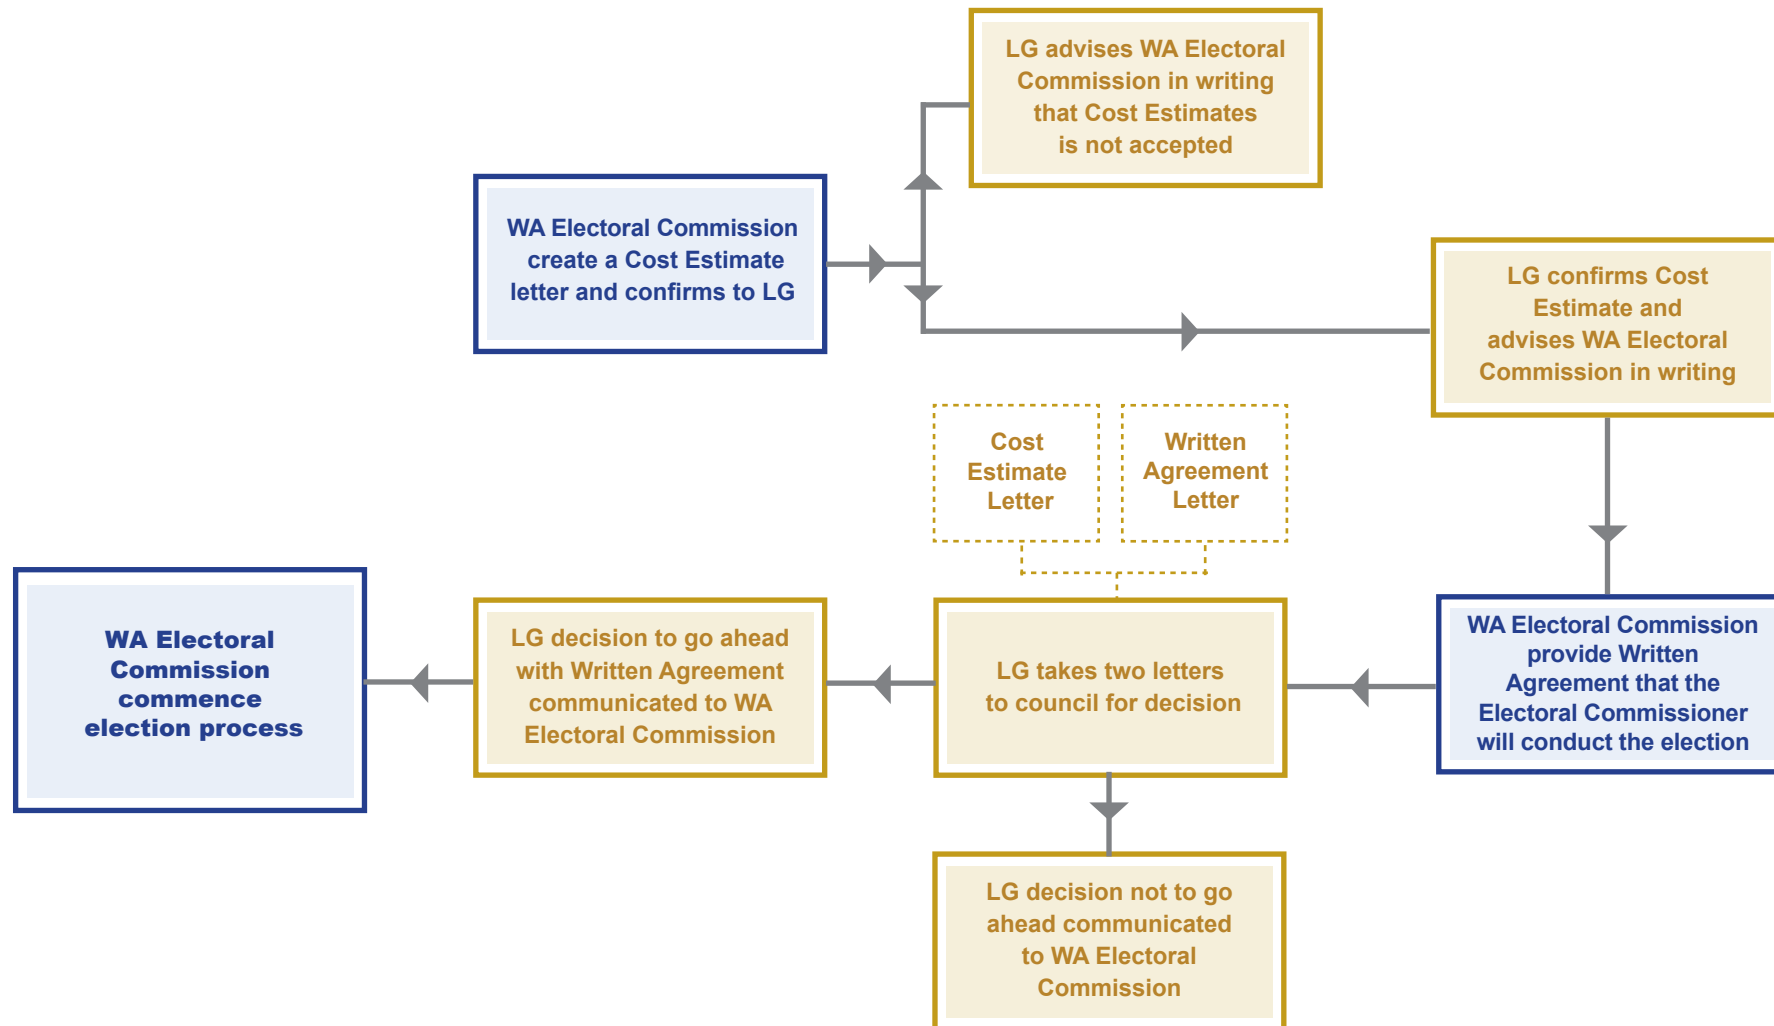 LG advises WA Electoral
Commission in writing
that Cost Estimates
is not accepted
WA Electoral Commission
create a Cost Estimate
letter and confirms to LG
LG confirms Cost
Estimate and
advises WA Electoral
Commission in writing
Cost
Estimate
Letter
Written
Agreement
Letter
WA Electoral
Commission
commence
election process
LG decision to go ahead
with Written Agreement
communicated to WA
Electoral Commission
LG takes two letters
to council for decision
WA Electoral Commission
provide Written
Agreement that the
Electoral Commissioner
will conduct the election
LG decision not to go
ahead communicated
to WA Electoral
Commission